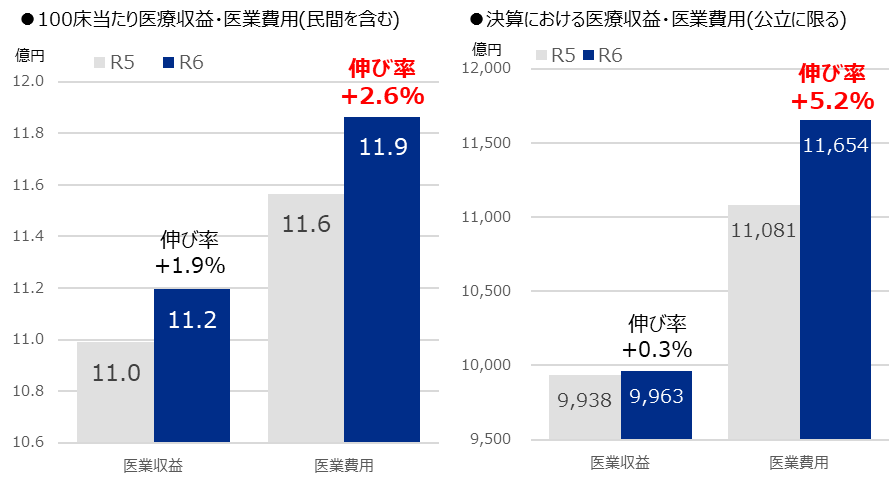 ●100床当たり医療収益・医業費用(民間を含む)
億円
R5 R6
12.0
11.8
11.6
11.4
11.2
11.0
10.8
10.6
伸び率
+1.9%
伸び率
+2.6%
11.0
11.2
11.6
11.9
医業収益
医業費用
●決算における医療収益・医業費用(公立に限る)
億円
R5 R6
12,000
11,500
11,000
10,500
10,000
9,500
伸び率
+0.3%
伸び率
+5.2%
9,938
9,963
11,081
11,654
医業収益
医業費用